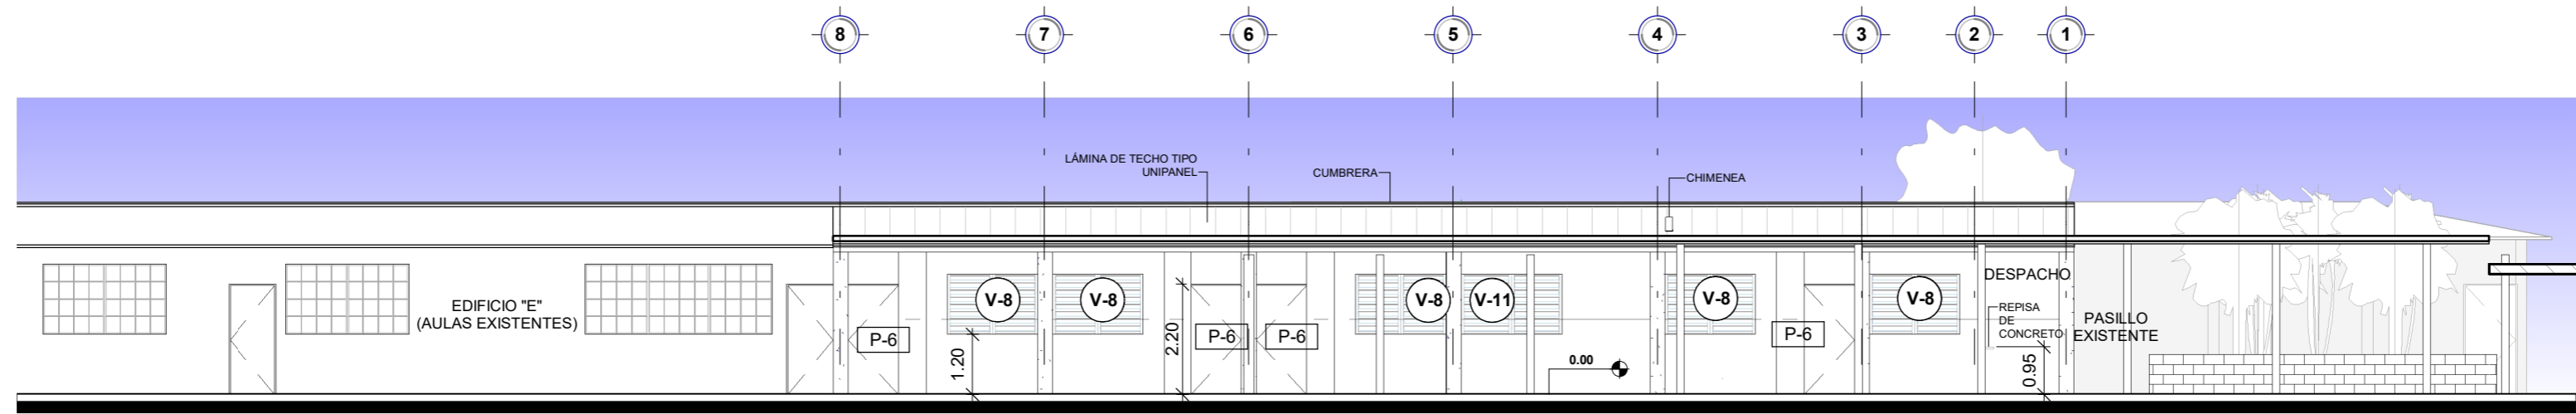 8
7
6
5
4
3
2
1
LÁMINA DE TECHO TIPO
UNIPANEL
CUMBRERA
CHIMENEA
EDIFICIO "E"
(AULAS EXISTENTES)
P-6
V-8
V-8
1.20
2.20
P-6
P-6
V-8
V-11
0.00
V-8
P-6
V-8
DESPACHO
REPISA
DE
CONCRETO
0.95
PASILLO
EXISTENTE